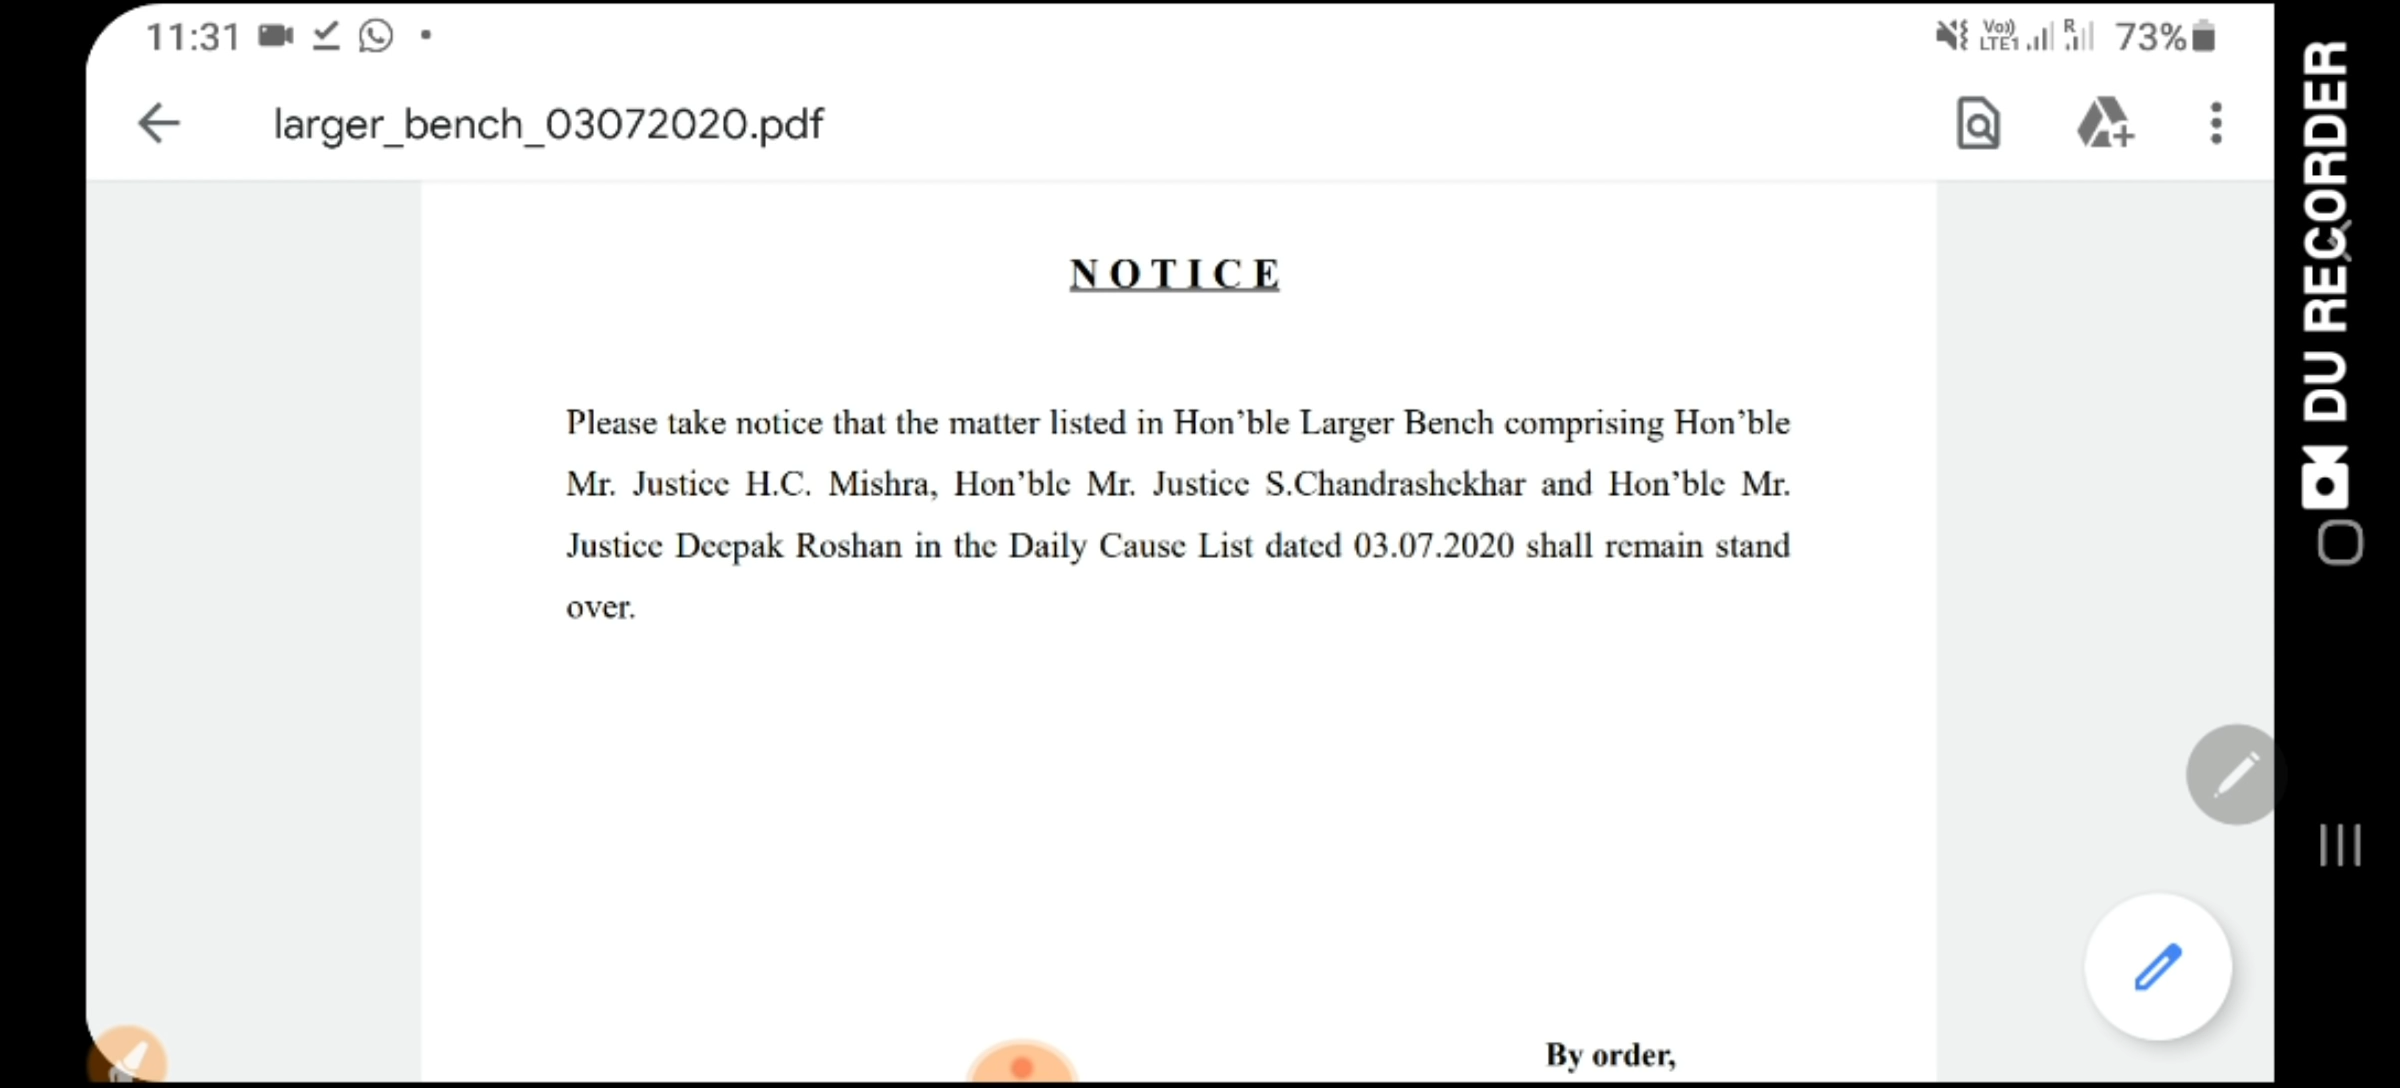 11:31
Vo)) LTE1 R 73%
larger_bench_03072020.pdf
NOTICE
Please take notice that the matter listed in Hon’ble Larger Bench comprising Hon’ble
Mr. Justice H.C. Mishra, Hon’ble Mr. Justice S.Chandrashekhar and Hon’ble Mr.
Justice Deepak Roshan in the Daily Cause List dated 03.07.2020 shall remain stand
over.
By order,
DU RECORDER